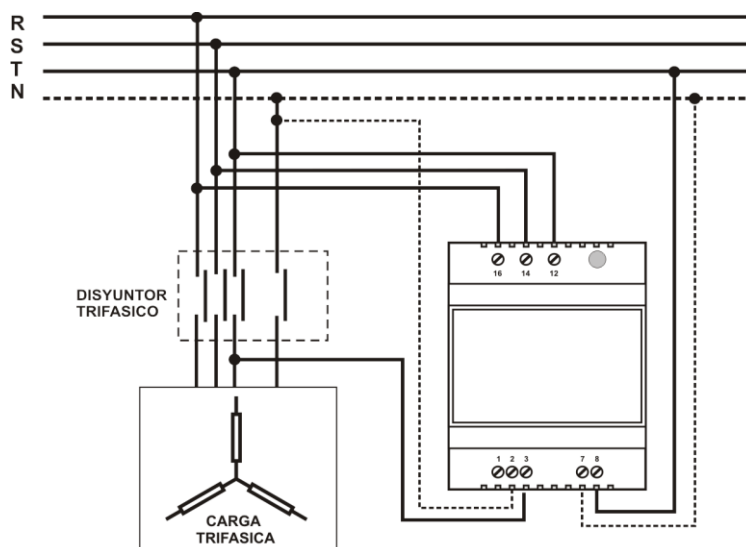 R
S
T
N
16 14 12
DISYUNTOR
TRIFASICO
1 2 3 7 8
CARGA
TRIFASICA